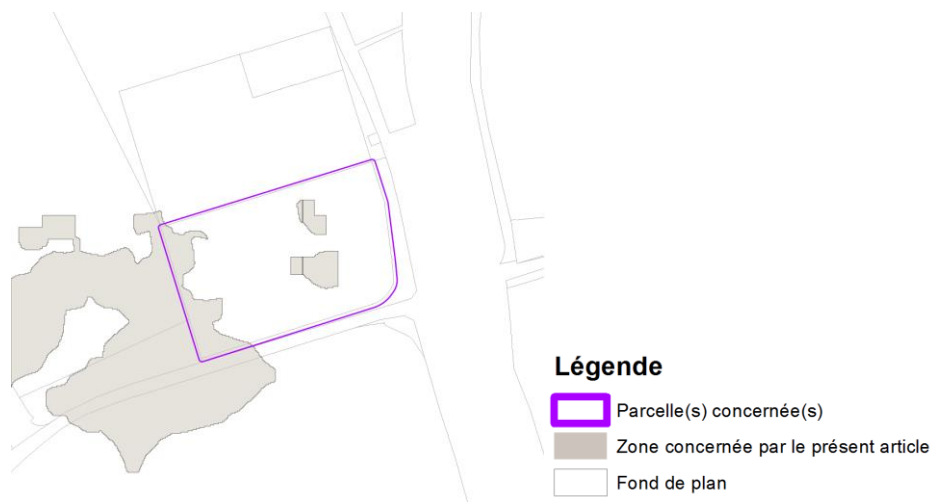 Légende
Parcelle(s) concernée(s)
Zone concernée par le présent article
Fond de plan